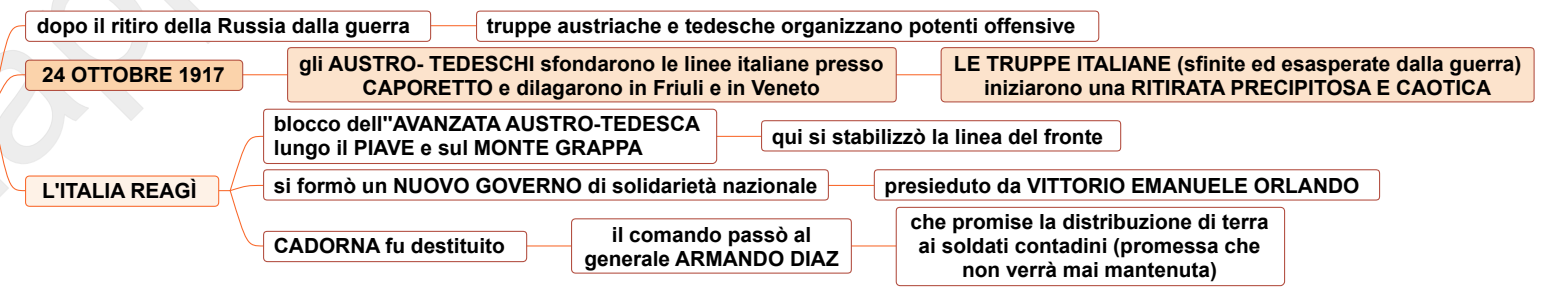 dopo il ritiro della Russia dalla guerra
truppe austriache e tedesche organizzano potenti offensive
24 OTTOBRE 1917
gli AUSTRO- TEDESCHI sfondarono le linee italiane presso
CAPORETTO e dilagarono in Friuli e in Veneto
LE TRUPPE ITALIANE (sfinite ed esasperate dalla guerra)
iniziarono una RITIRATA PRECIPITOSA E CAOTICA
L'ITALIA REAGÌ
blocco dell"AVANZATA AUSTRO-TEDESCA
lungo il PIAVE e sul MONTE GRAPPA
qui si stabilizzò la linea del fronte
si formò un NUOVO GOVERNO di solidarietà nazionale
presieduto da VITTORIO EMANUELE ORLANDO
CADORNA fu destituito
il comando passò al
generale ARMANDO DIAZ
che promise la distribuzione di terra
ai soldati contadini (promessa che
non verrà mai mantenuta)